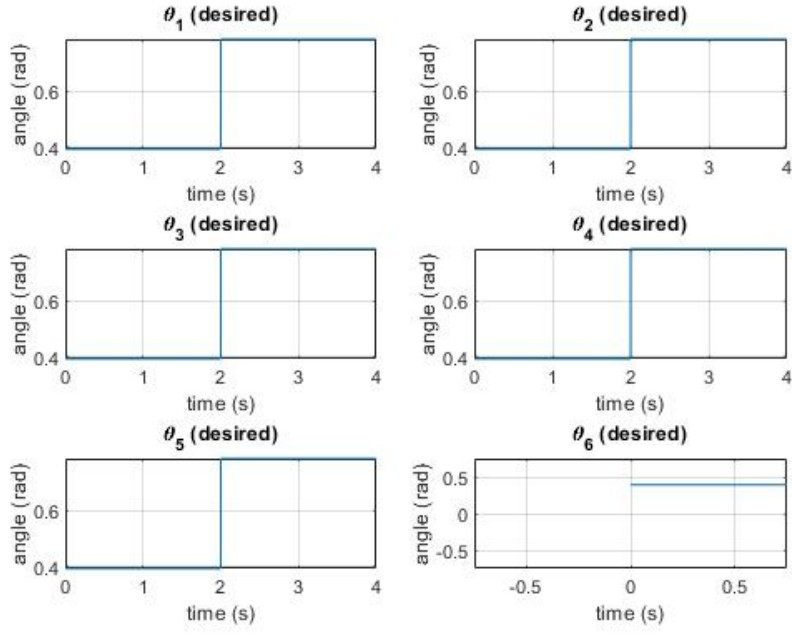 θ1 (desired)
angle (rad)
0.6
0.4
0 1 2 3 4
time (s)
θ2 (desired)
angle (rad)
0.6
0.4
0 1 2 3 4
time (s)
θ3 (desired)
angle (rad)
0.6
0.4
0 1 2 3 4
time (s)
θ4 (desired)
angle (rad)
0.6
0.4
0 1 2 3 4
time (s)
θ5 (desired)
angle (rad)
0.6
0.4
0 1 2 3 4
time (s)
θ6 (desired)
angle (rad)
0.5
0
-0.5
-0.5 0 0.5
time (s)